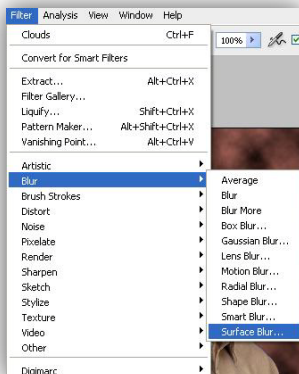 Filter Analysis View Window Help
Clouds Ctrl+F
100%
Convert for Smart Filters
Extract... Alt+Ctrl+X
Filter Gallery...
Liquify... Shift+Ctrl+X
Pattern Maker... Alt+Shift+Ctrl+X
Vanishing Point... Alt+Ctrl+V
Artistic
Blur
Brush Strokes
Distort
Noise
Pixelate
Render
Sharpen
Sketch
Stylize
Texture
Video
Other
Digimarc
Average
Blur
Blur More
Box Blur...
Gaussian Blur...
Lens Blur...
Motion Blur...
Radial Blur...
Shape Blur...
Smart Blur...
Surface Blur...